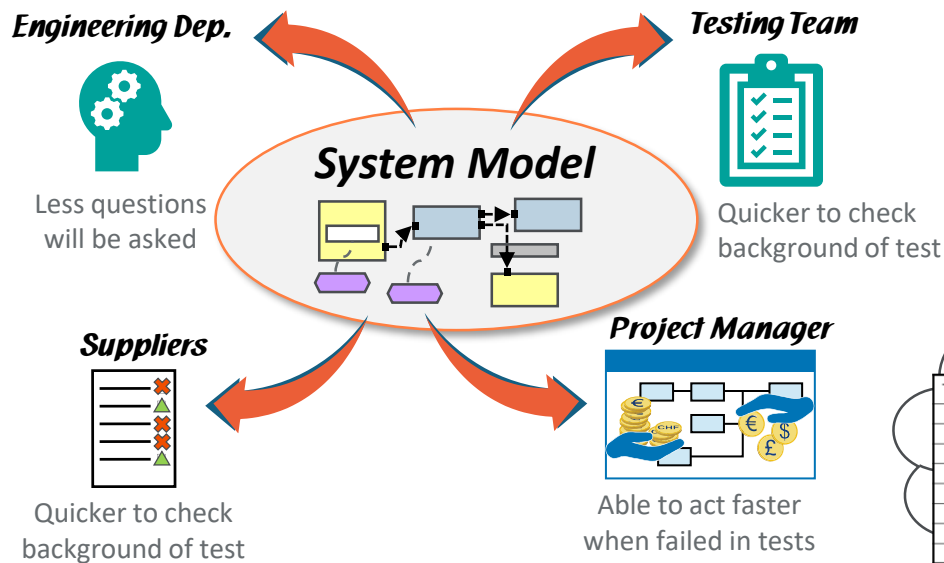 Engineering Dep.
Testing Team
System Model
Less questions
will be asked
Quicker to check
background of test
Suppliers
Project Manager
€
CHF
€
$
£
Quicker to check
background of test
Able to act faster
when failed in tests